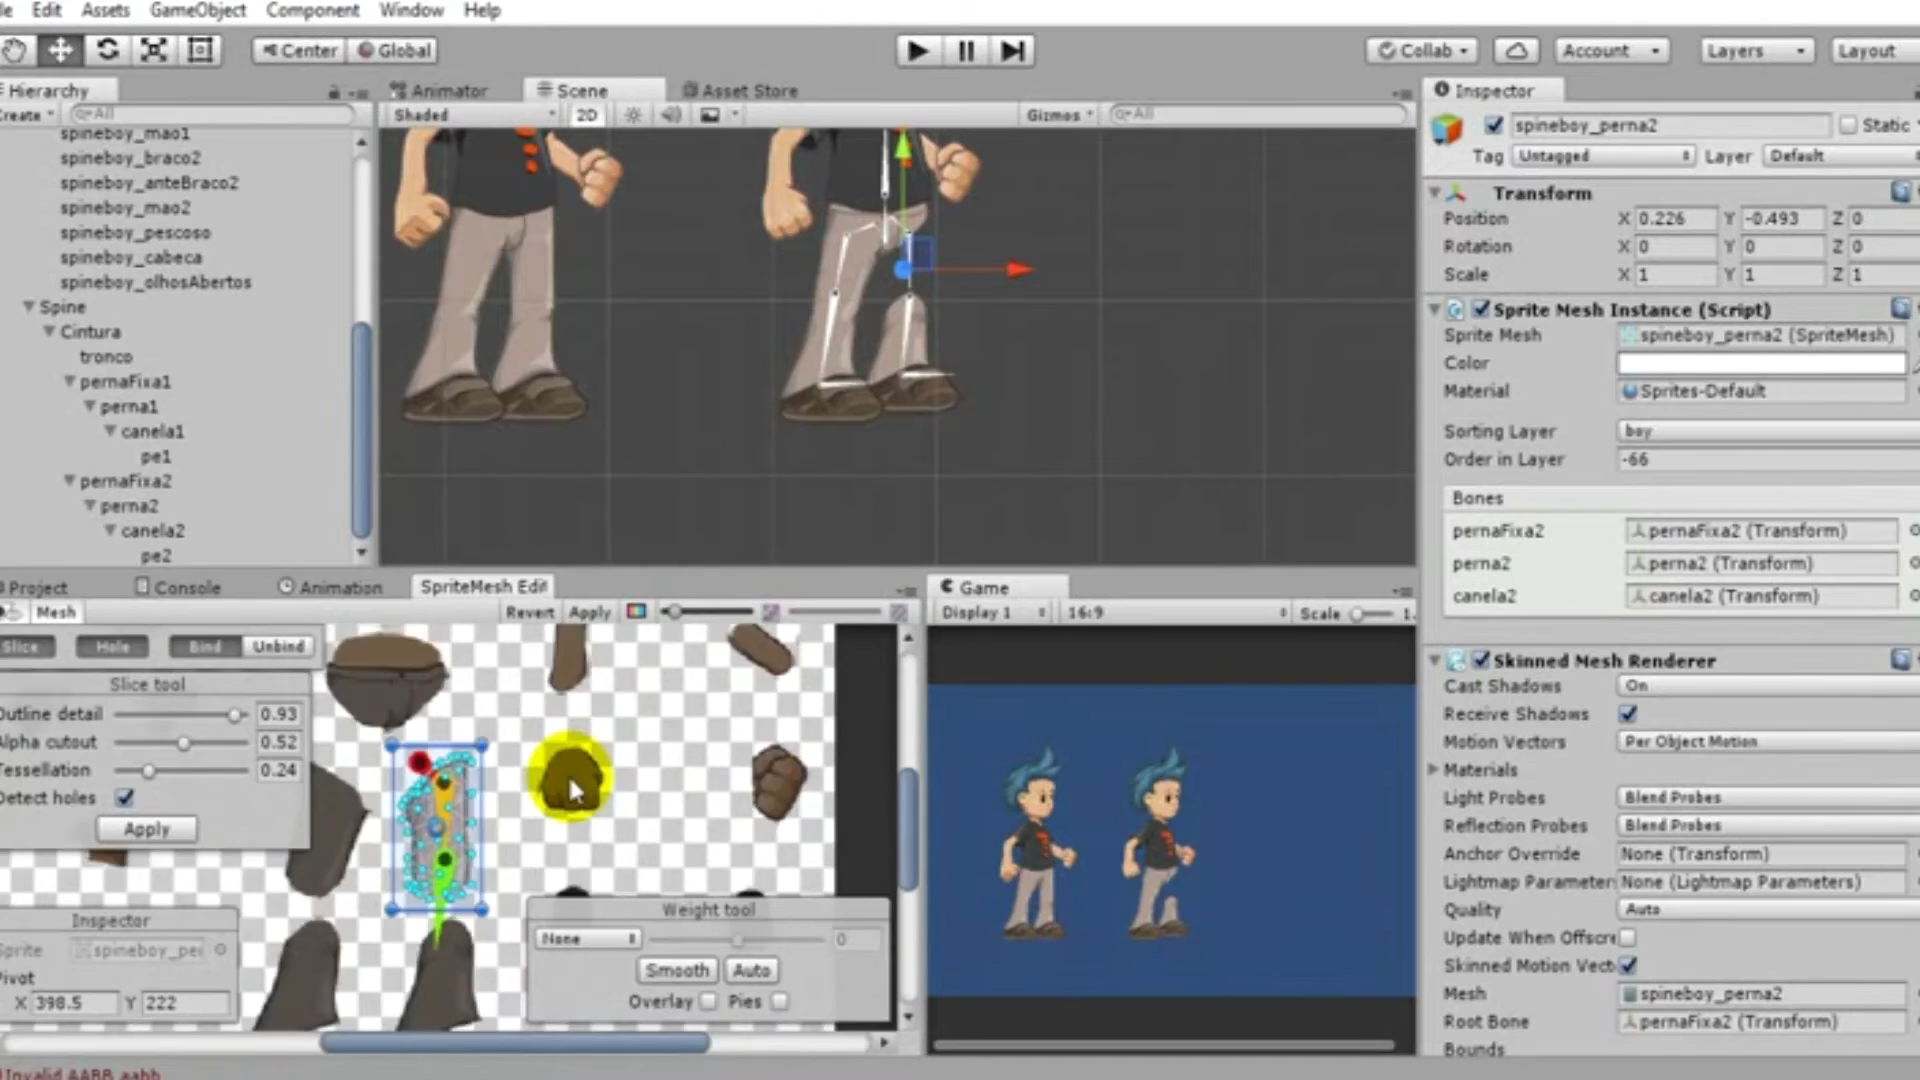 Edit Assets GameObject Component Window Help
Center Global Collab Account Layers Layout
Hierarchy Animator Scene Asset Store Inspector
All Shaded 2D Gizmos All
spineboy_perna2 Static
Tag Untagged Layer Default
spineboy_mao1
spineboy_braco2
spineboy_anteBraco2
spineboy_mao2
spineboy_pescoso
spineboy_cabeca
spineboy_olhosAbertos
Spine
Cintura
tronco
pernaFixa1
perna1
canela1
pe1
pernaFixa2
perna2
canela2
pe2
Transform
Position X 0.226 Y -0.493 Z 0
Rotation X 0 Y 0 Z 0
Scale X 1 Y 1 Z 1
Sprite Mesh Instance (Script)
Sprite Mesh spineboy_perna2 (SpriteMesh)
Color
Material Sprites-Default
Sorting Layer boy
Order in Layer -66
Bones
pernaFixa2 pernaFixa2 (Transform)
perna2 perna2 (Transform)
canela2 canela2 (Transform)
Project Console Animation SpriteMesh Edit
Mesh Revert Apply
Slice Hole Bind Unbind
Slice tool
Outline detail 0.93
Alpha cutout 0.52
Tessellation 0.24
Detect holes
Apply
Inspector
Sprite spineboy_per
Pivot
X 398.5 Y 222
Weight tool
None 0
Smooth Auto
Overlay Pies
Game
Display 1 16:9 Scale 1.
Skinned Mesh Renderer
Cast Shadows On
Receive Shadows
Motion Vectors Per Object Motion
Materials
Light Probes Blend Probes
Reflection Probes Blend Probes
Anchor Override None (Transform)
Lightmap Parameter None (Lightmap Parameters)
Quality Auto
Update When Offscre
Skinned Motion Vect
Mesh spineboy_perna2
Root Bone pernaFixa2 (Transform)
Bounds
Invalid AABB aabb